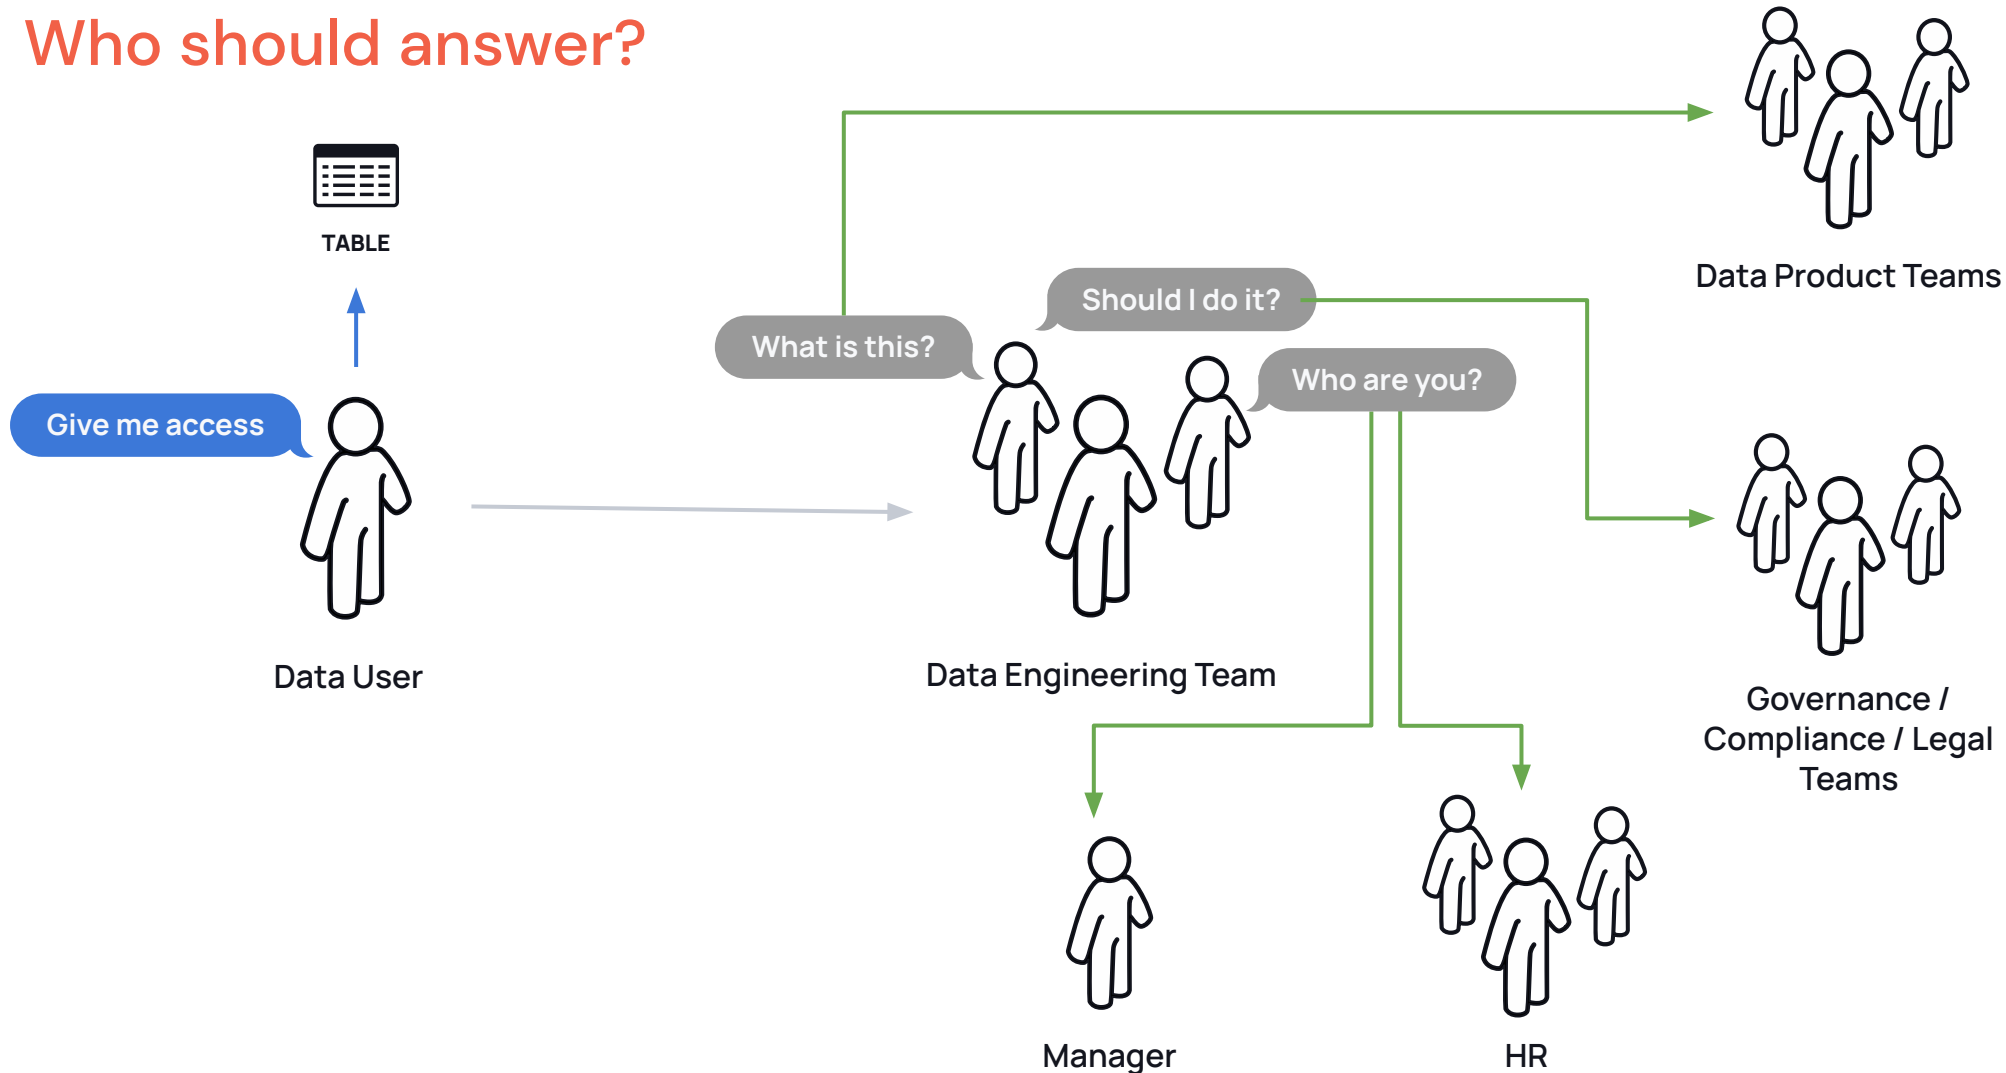 Who should answer?
TABLE
Give me access
Data User
What is this?
Should I do it?
Who are you?
Data Engineering Team
Data Product Teams
Governance /
Compliance / Legal
Teams
Manager
HR